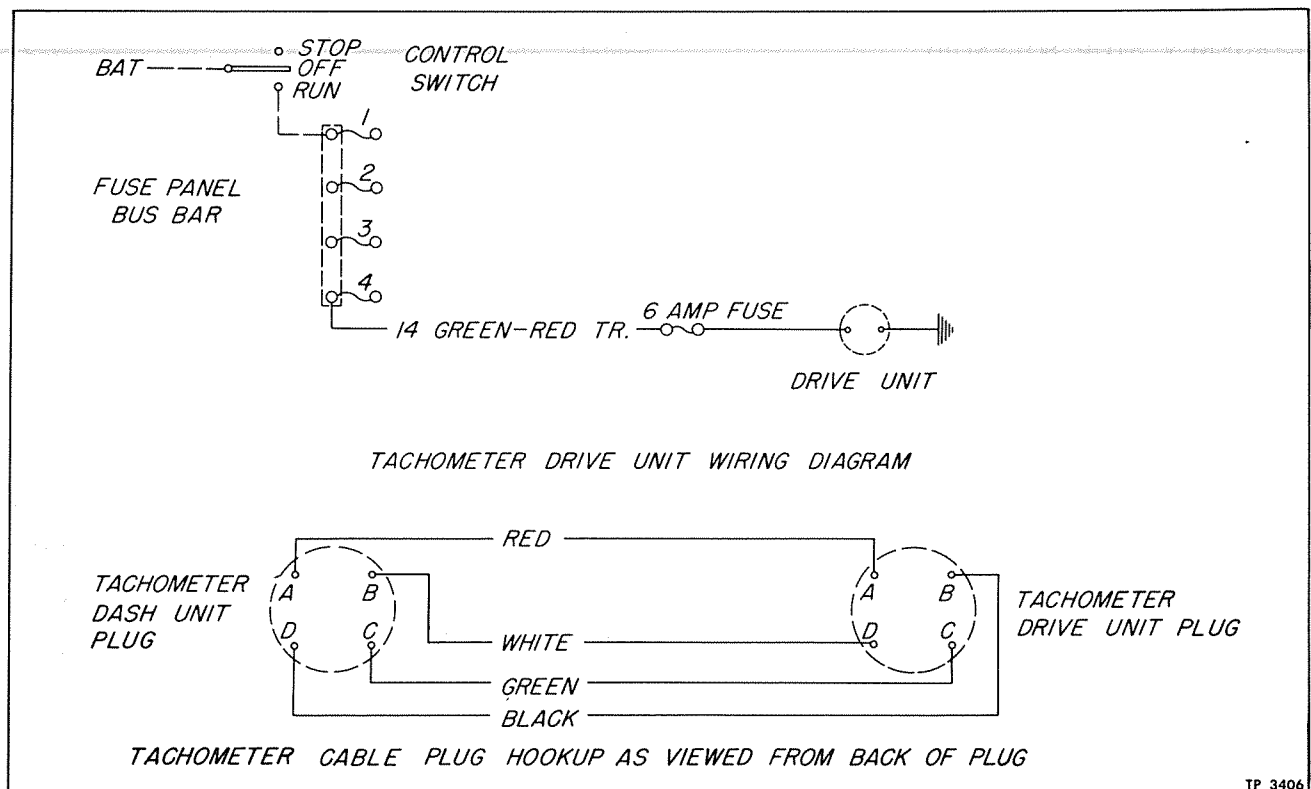 STOP
BAT
OFF
RUN
CONTROL
SWITCH
FUSE PANEL
BUS BAR
1
2
3
4
14 GREEN-RED TR.
6 AMP FUSE
DRIVE UNIT
TACHOMETER DRIVE UNIT WIRING DIAGRAM
RED
TACHOMETER
DASH UNIT
PLUG
A
B
D
C
A
B
D
C
TACHOMETER
DRIVE UNIT PLUG
WHITE
GREEN
BLACK
TACHOMETER CABLE PLUG HOOKUP AS VIEWED FROM BACK OF PLUG
TP 3406